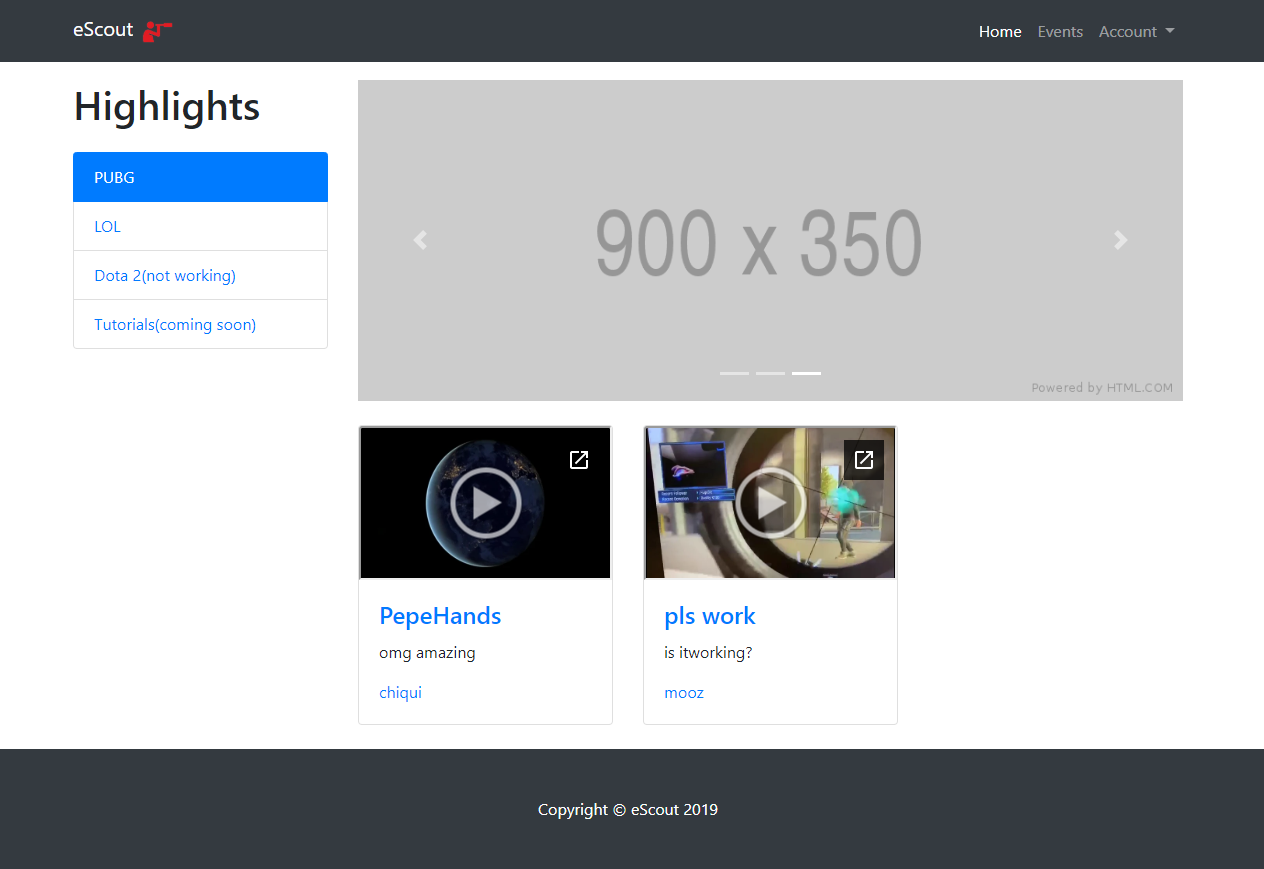 eScout
Home
Events
Account
Highlights
PUBG
LOL
Dota 2(not working)
Tutorials(coming soon)
900 x 350
Powered by HTML.COM
PepeHands
omg amazing
chiqui
pls work
is itworking?
mooz
Copyright © eScout 2019